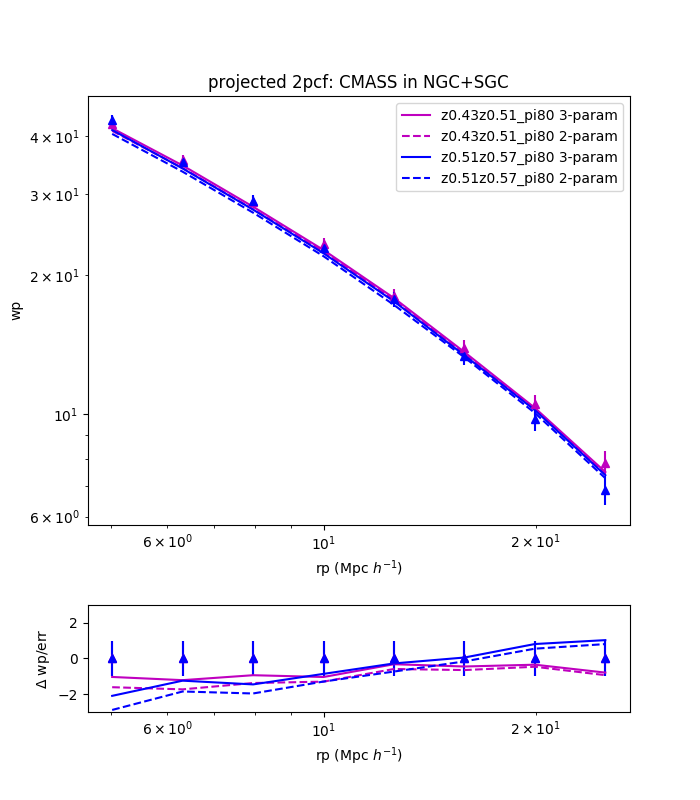 projected 2pcf: CMASS in NGC+SGC
z0.43z0.51_pi80 3-param
z0.43z0.51_pi80 2-param
z0.51z0.57_pi80 3-param
z0.51z0.57_pi80 2-param
4 × 10¹
3 × 10¹
2 × 10¹
10¹
6 × 10⁰
wp
6 × 10⁰ 10¹ 2 × 10¹
rp (Mpc h⁻¹)
2
0
−2
Δ wp/err
6 × 10⁰ 10¹ 2 × 10¹
rp (Mpc h⁻¹)